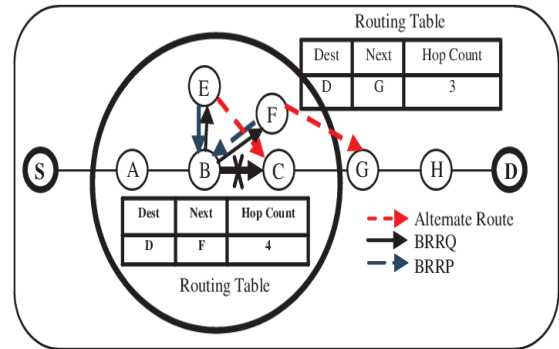 Routing Table
Dest Next Hop Count
D G 3
E
F
S A B C G H D
Dest Next Hop Count
D F 4
Routing Table
Alternate Route
BRRQ
BRRP